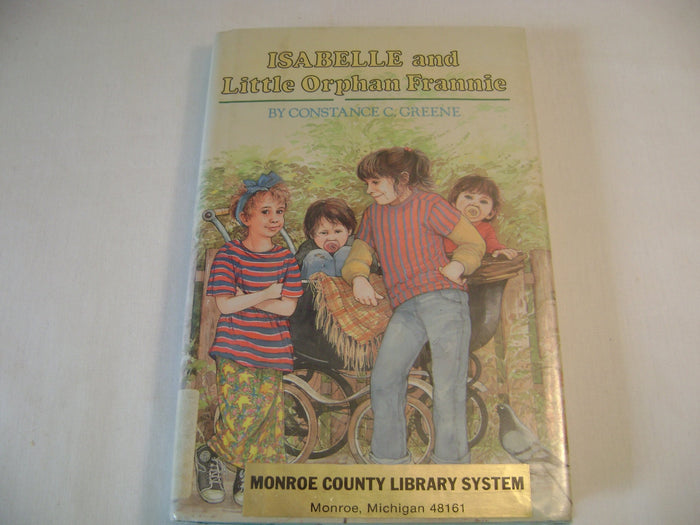 ISABELLE and
Little Orphan Frannie
BY CONSTANCE C. GREENE
MONROE COUNTY LIBRARY SYSTEM
Monroe, Michigan 48161